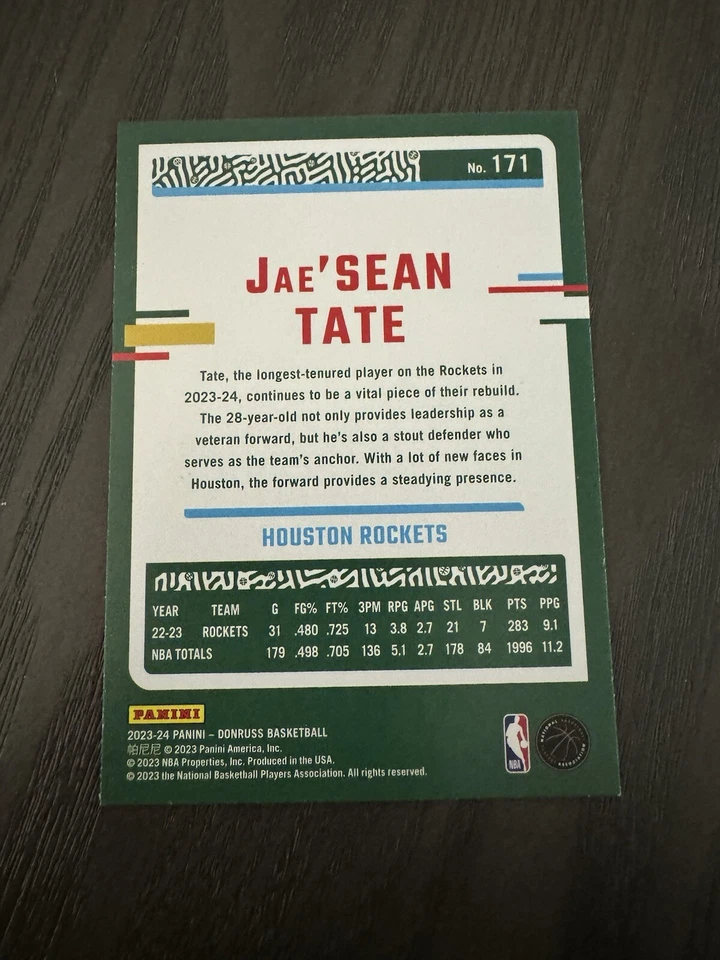 No. 171
JAE'SEAN
TATE
Tate, the longest-tenured player on the Rockets in
2023-24, continues to be a vital piece of their rebuild.
The 28-year-old not only provides leadership as a
veteran forward, but he's also a stout defender who
serves as the team's anchor. With a lot of new faces in
Houston, the forward provides a steadying presence.
HOUSTON ROCKETS
YEAR TEAM G FG% FT% 3PM RPG APG STL BLK PTS PPG
22-23 ROCKETS 31 .480 .725 13 3.8 2.7 21 7 283 9.1
NBA TOTALS 179 .498 .705 136 5.1 2.7 178 84 1996 11.2
PANINI
2023-24 PANINI – DONRUSS BASKETBALL
帕尼尼 © 2023 Panini America, Inc.
© 2023 NBA Properties, Inc. Produced in the USA.
© 2023 the National Basketball Players Association. All rights reserved.
NBA
NATIONAL BASKETBALL PLAYERS ASSOCIATION